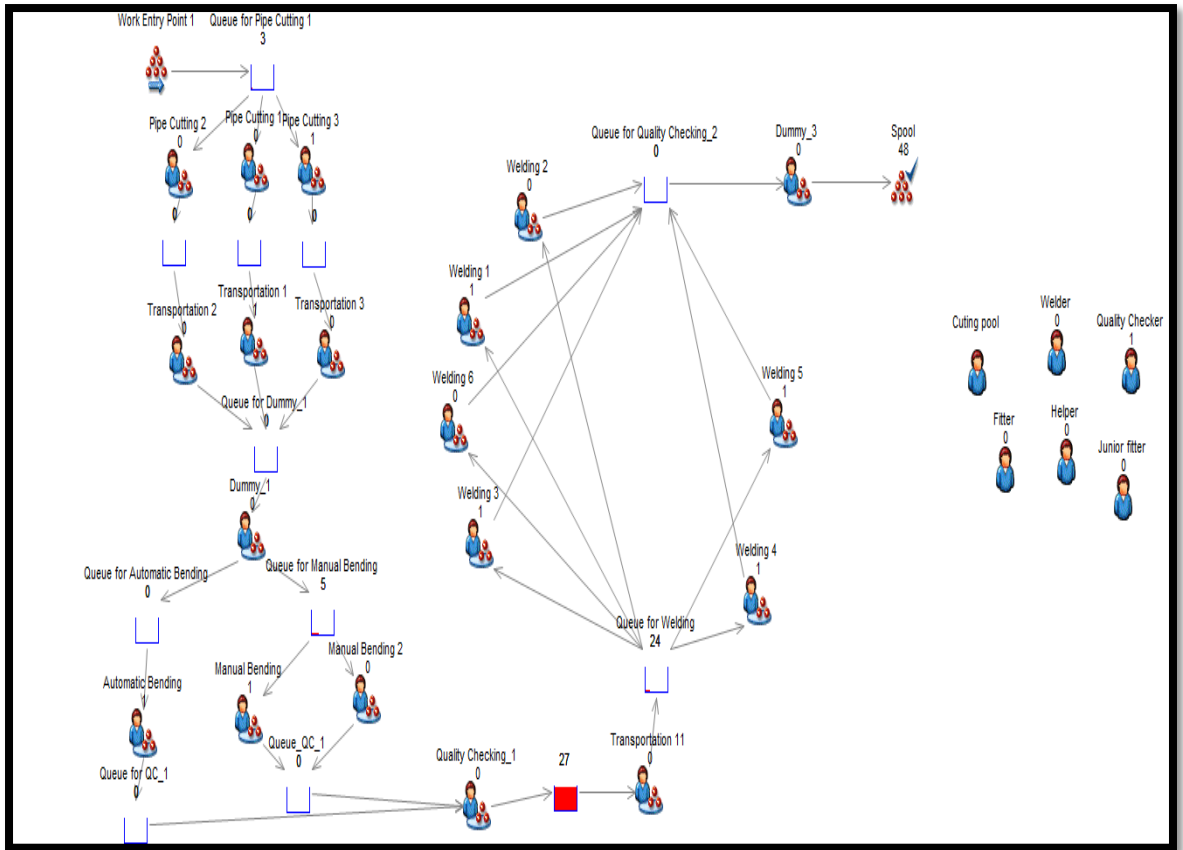 Work Entry Point 1
Queue for Pipe Cutting 1
3
Pipe Cutting 2
0
Pipe Cutting 1
0
Pipe Cutting 3
1
0
0
0
Transportation 2
0
Transportation 1
1
Transportation 3
0
Queue for Dummy_1
0
Dummy_1
0
Queue for Automatic Bending
0
Queue for Manual Bending
5
Automatic Bending
1
Manual Bending
1
Manual Bending 2
0
Queue for QC_1
0
Queue_QC_1
0
Quality Checking_1
0
27
Transportation 11
0
Queue for Welding
24
Welding 2
0
Welding 1
1
Welding 6
0
Welding 3
1
Welding 5
1
Welding 4
1
Queue for Quality Checking_2
0
Dummy_3
0
Spool
48
Cuting pool
Welder
0
Quality Checker
1
Fitter
0
Helper
0
Junior fitter
0